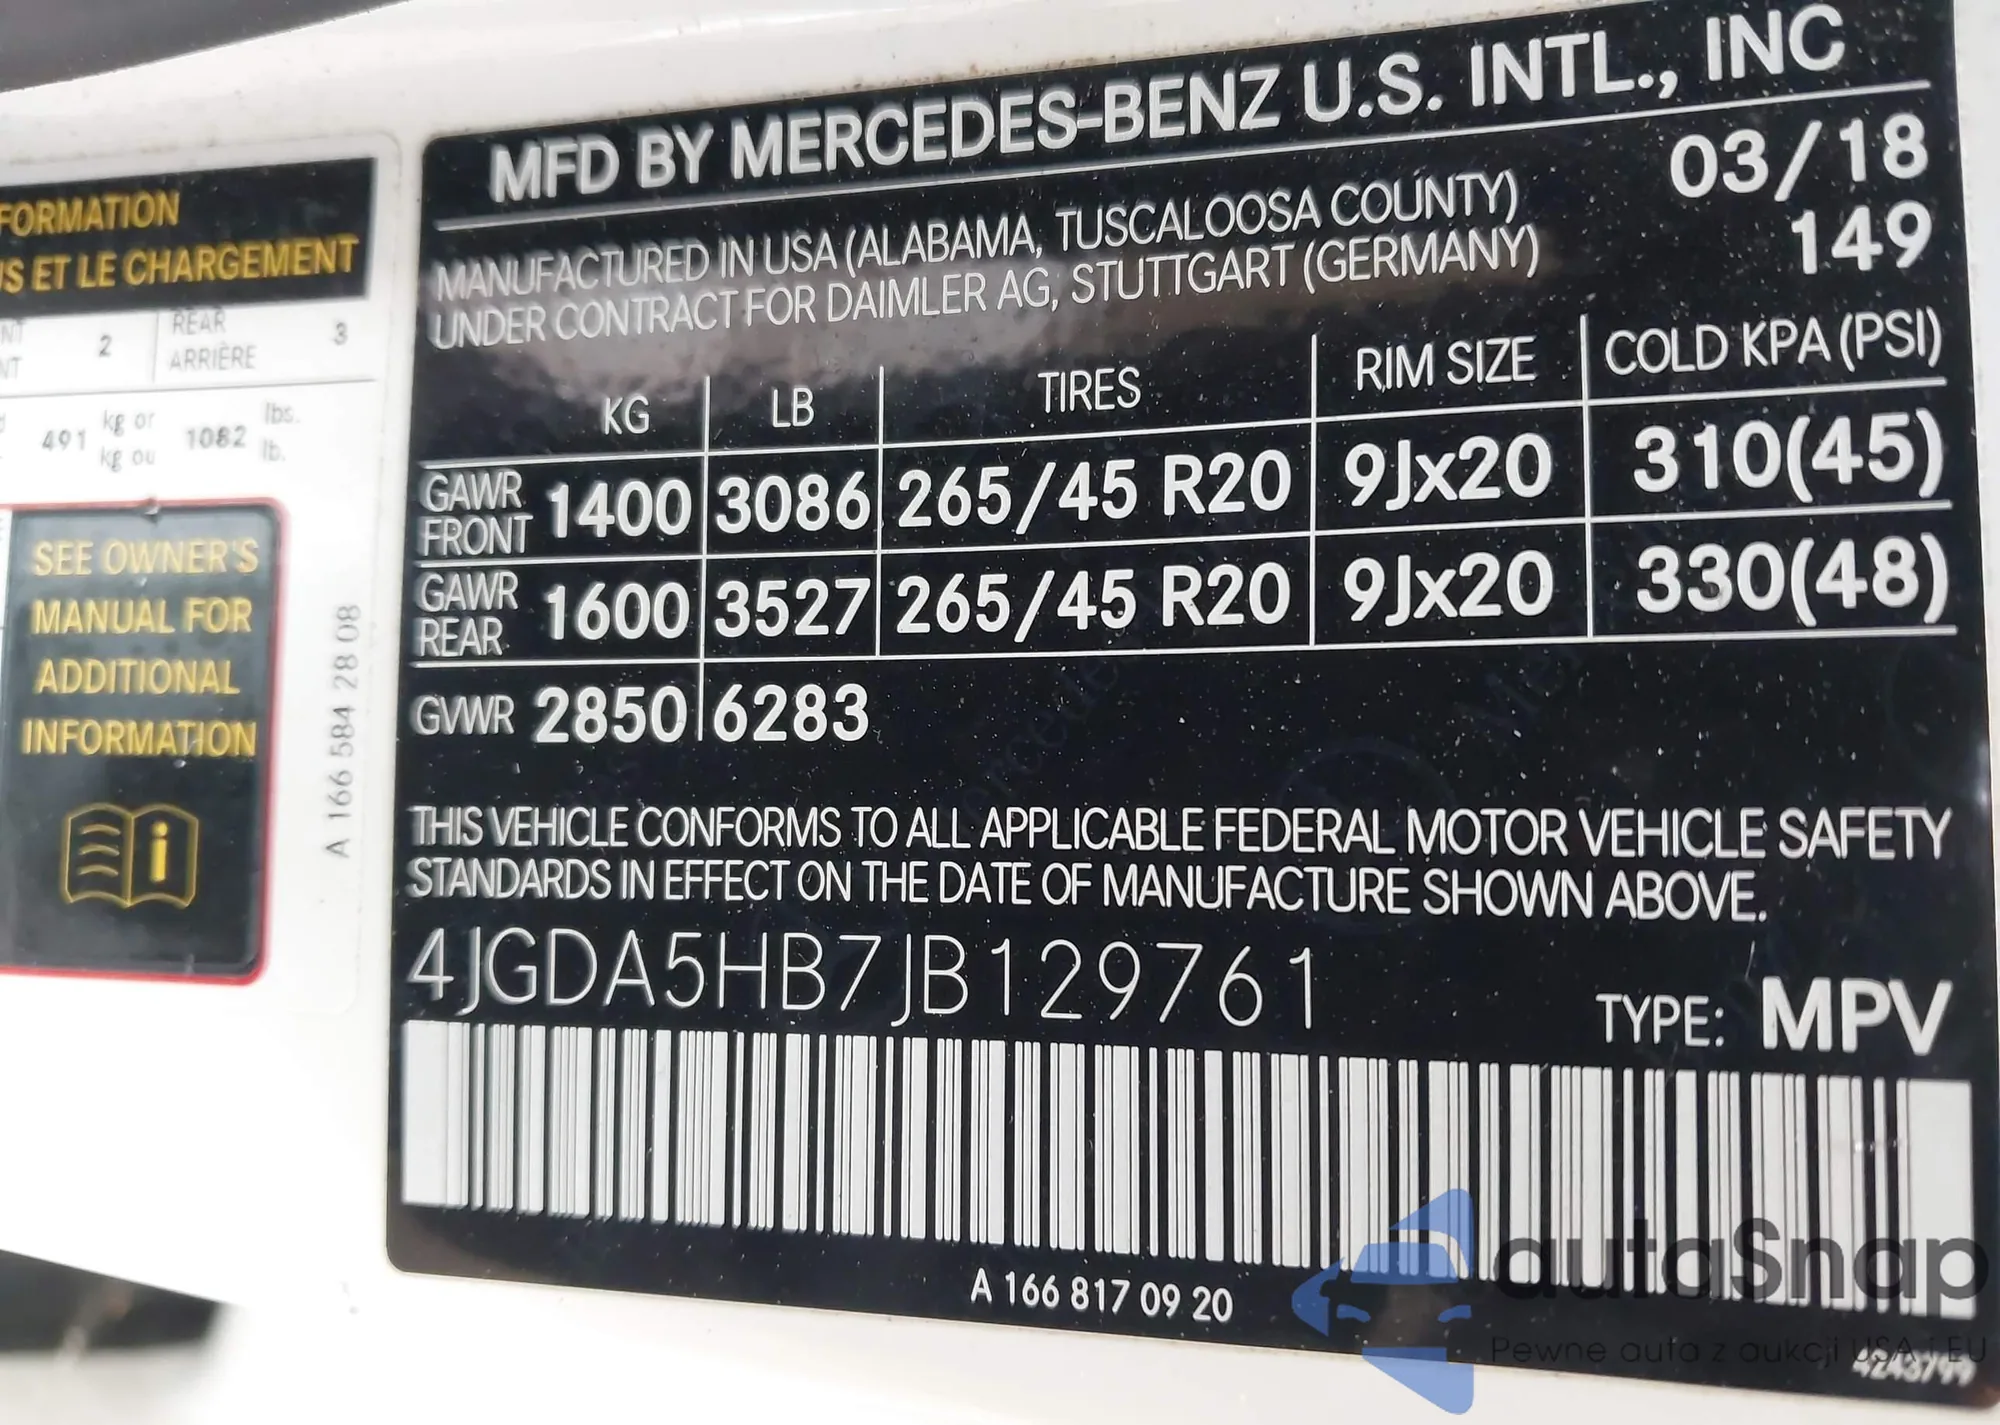 FORMATION
US ET LE CHARGEMENT
NT 2 REAR 3
NT ARRIÈRE
491 kg or 1082 lbs.
kg ou lb.
SEE OWNER'S
MANUAL FOR
ADDITIONAL
INFORMATION
A 166 584 28 08
MFD BY MERCEDES-BENZ U.S. INTL., INC
03/18
MANUFACTURED IN USA (ALABAMA, TUSCALOOSA COUNTY)
149
UNDER CONTRACT FOR DAIMLER AG, STUTTGART (GERMANY)
KG LB TIRES RIM SIZE COLD KPA (PSI)
GAWR FRONT 1400 3086 265/45 R20 9Jx20 310(45)
GAWR REAR 1600 3527 265/45 R20 9Jx20 330(48)
GVWR 2850 6283
THIS VEHICLE CONFORMS TO ALL APPLICABLE FEDERAL MOTOR VEHICLE SAFETY
STANDARDS IN EFFECT ON THE DATE OF MANUFACTURE SHOWN ABOVE.
4JGDA5HB7JB129761
TYPE: MPV
A 166 817 09 20
autaSnap
Pewne auta z aukcji USA i EU